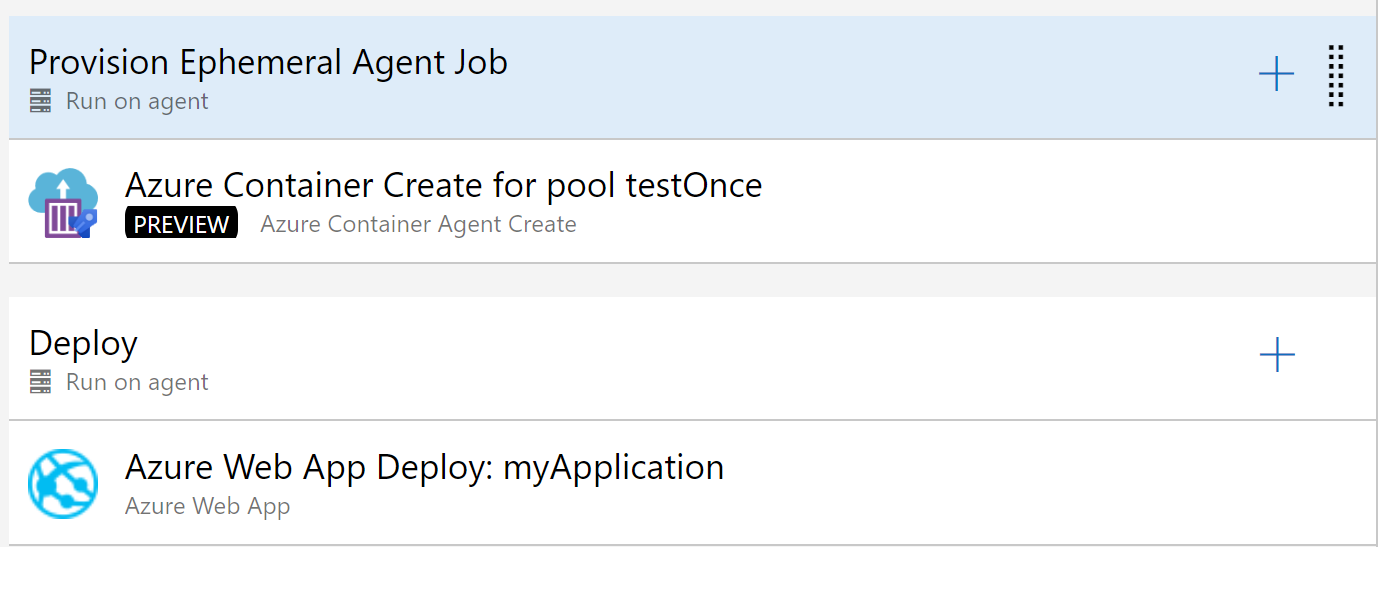 Provision Ephemeral Agent Job
Run on agent
Azure Container Create for pool testOnce
PREVIEW Azure Container Agent Create
Deploy
Run on agent
Azure Web App Deploy: myApplication
Azure Web App